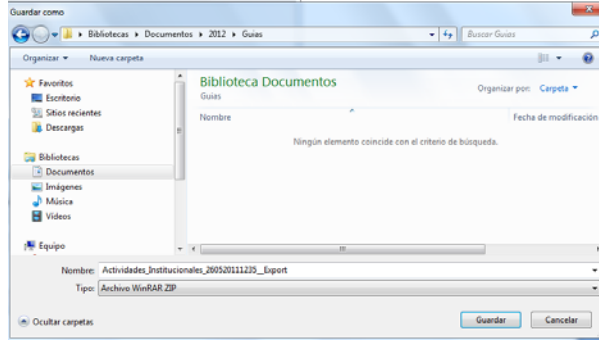 Guardar como
Bibliotecas ▸ Documentos ▸ 2012 ▸ Guias
Buscar Guias
Organizar
Nueva carpeta
Favoritos
Escritorio
Sitios recientes
Descargas
Bibliotecas
Documentos
Imágenes
Música
Vídeos
Equipo
Biblioteca Documentos
Guias
Organizar por: Carpeta
Nombre
Fecha de modificación
Ningún elemento coincide con el criterio de búsqueda.
Nombre: Actividades_Institucionales_260520111235__Export
Tipo: Archivo WinRAR ZIP
Ocultar carpetas
Guardar
Cancelar